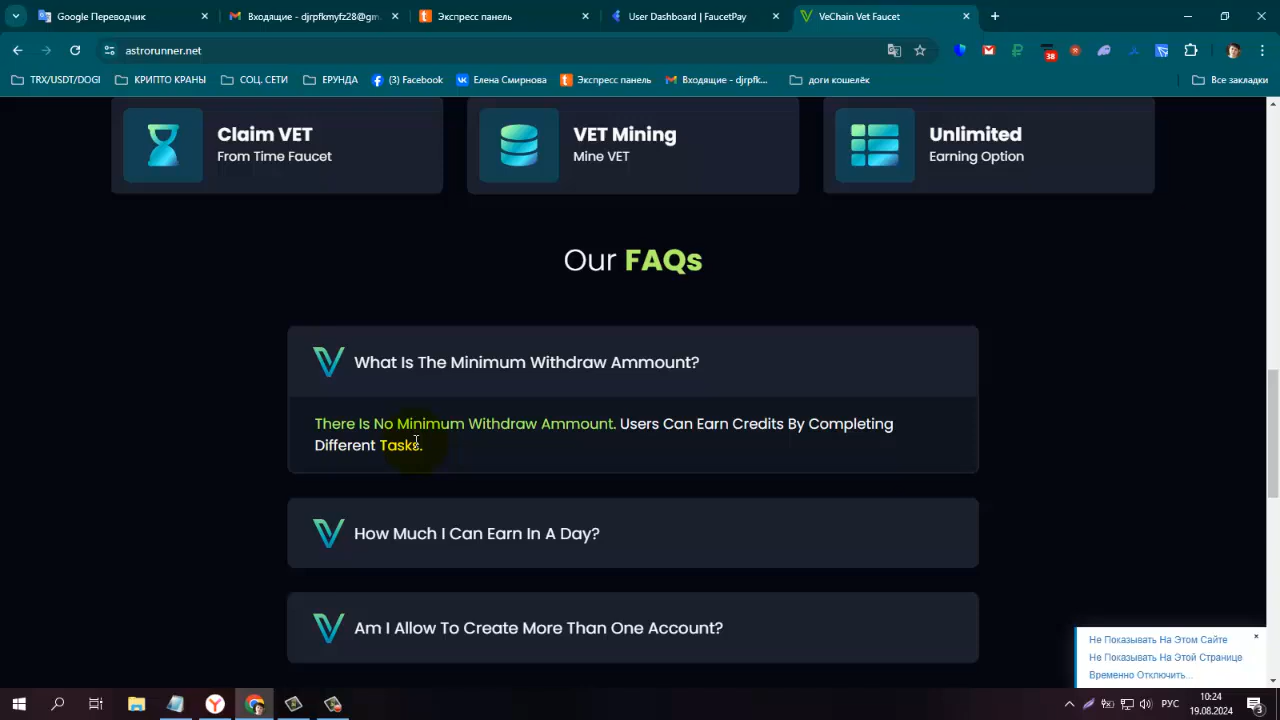 Google Переводчик
Входящие - djrpfkmyfz28@gm
Экспресс панель
User Dashboard | FaucetPay
VeChain Vet Faucet
astrorunner.net
38
TRX/USDT/DOGI
КРИПТО КРАНЫ
СОЦ. СЕТИ
ЕРУНДА
(3) Facebook
Елена Смирнова
Экспресс панель
Входящие - djrpfk...
доги кошелёк
Все закладки
Claim VET
From Time Faucet
VET Mining
Mine VET
Unlimited
Earning Option
Our FAQs
What Is The Minimum Withdraw Ammount?
There Is No Minimum Withdraw Ammount. Users Can Earn Credits By Completing
Different Tasks.
How Much I Can Earn In A Day?
Am I Allow To Create More Than One Account?
Не Показывать На Этом Сайте
Не Показывать На Этой Странице
Временно Отключить...
РУС
10:24
19.08.2024
3